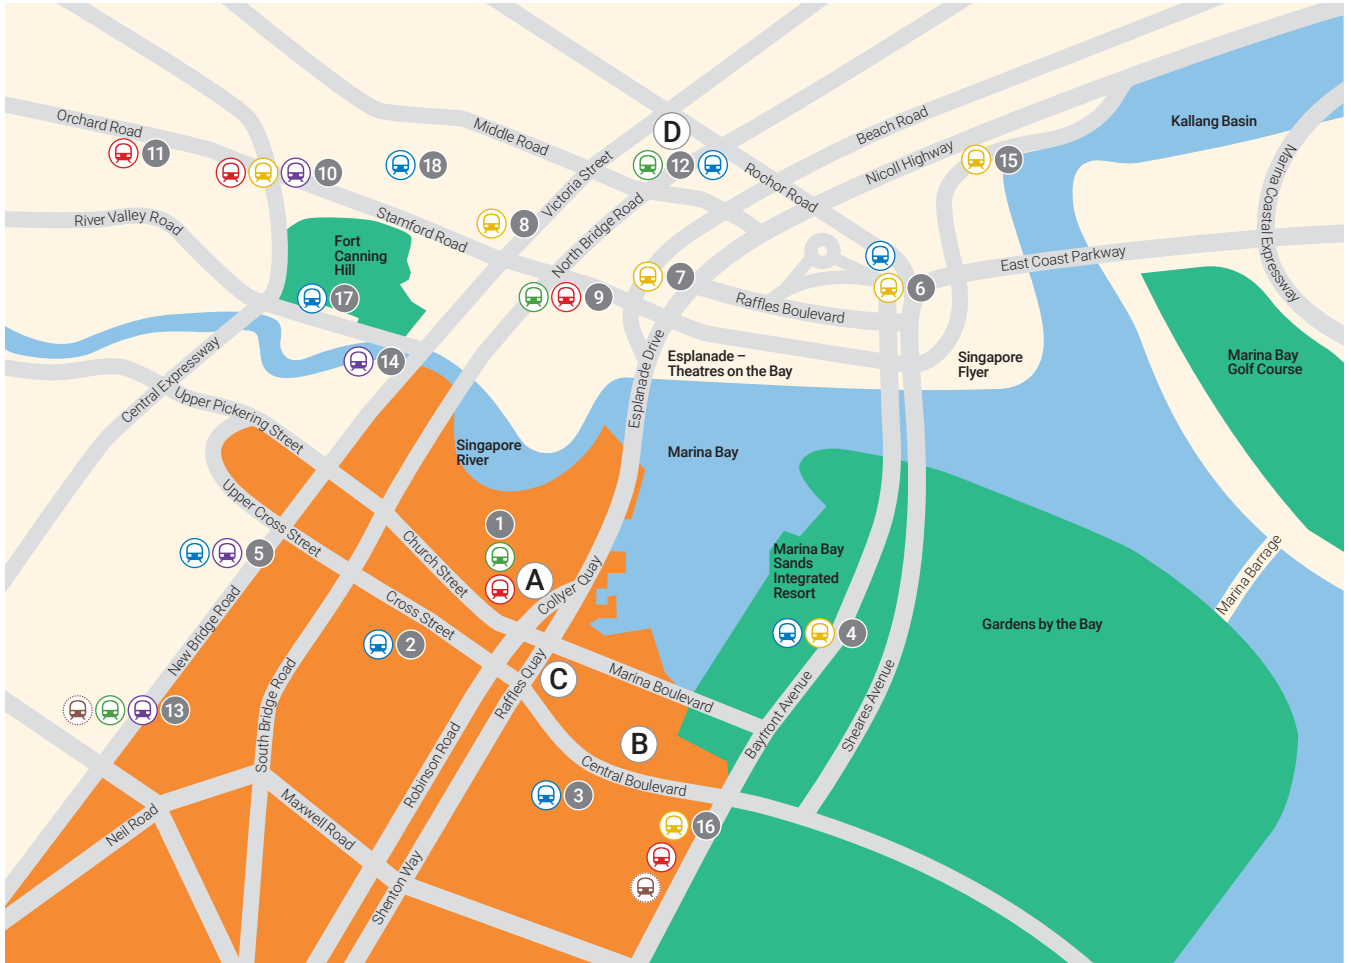 Orchard Road
11
10
18
Middle Road
D
12
Victoria Street
Beach Road
Nicoll Highway
15
Kallang Basin
Marina Coastal Expressway
River Valley Road
Stamford Road
8
North Bridge Road
Rochor Road
Fort
Canning
Hill
17
9
7
Raffles Boulevard
6
East Coast Parkway
14
Central Expressway
Upper Pickering Street
Esplanade Drive
Esplanade –
Theatres on the Bay
Singapore
Flyer
Marina Bay
Golf Course
Singapore
River
Marina Bay
Upper Cross Street
5
1
Church Street
A
Collyer Quay
Marina Bay
Sands
Integrated
Resort
Marina Barrage
Cross Street
2
4
Gardens by the Bay
New Bridge Road
13
South Bridge Road
Raffles Quay
C
Marina Boulevard
B
Bayfront Avenue
Sheares Avenue
Robinson Road
Central Boulevard
3
16
Neil Road
Maxwell Road
Shenton Way